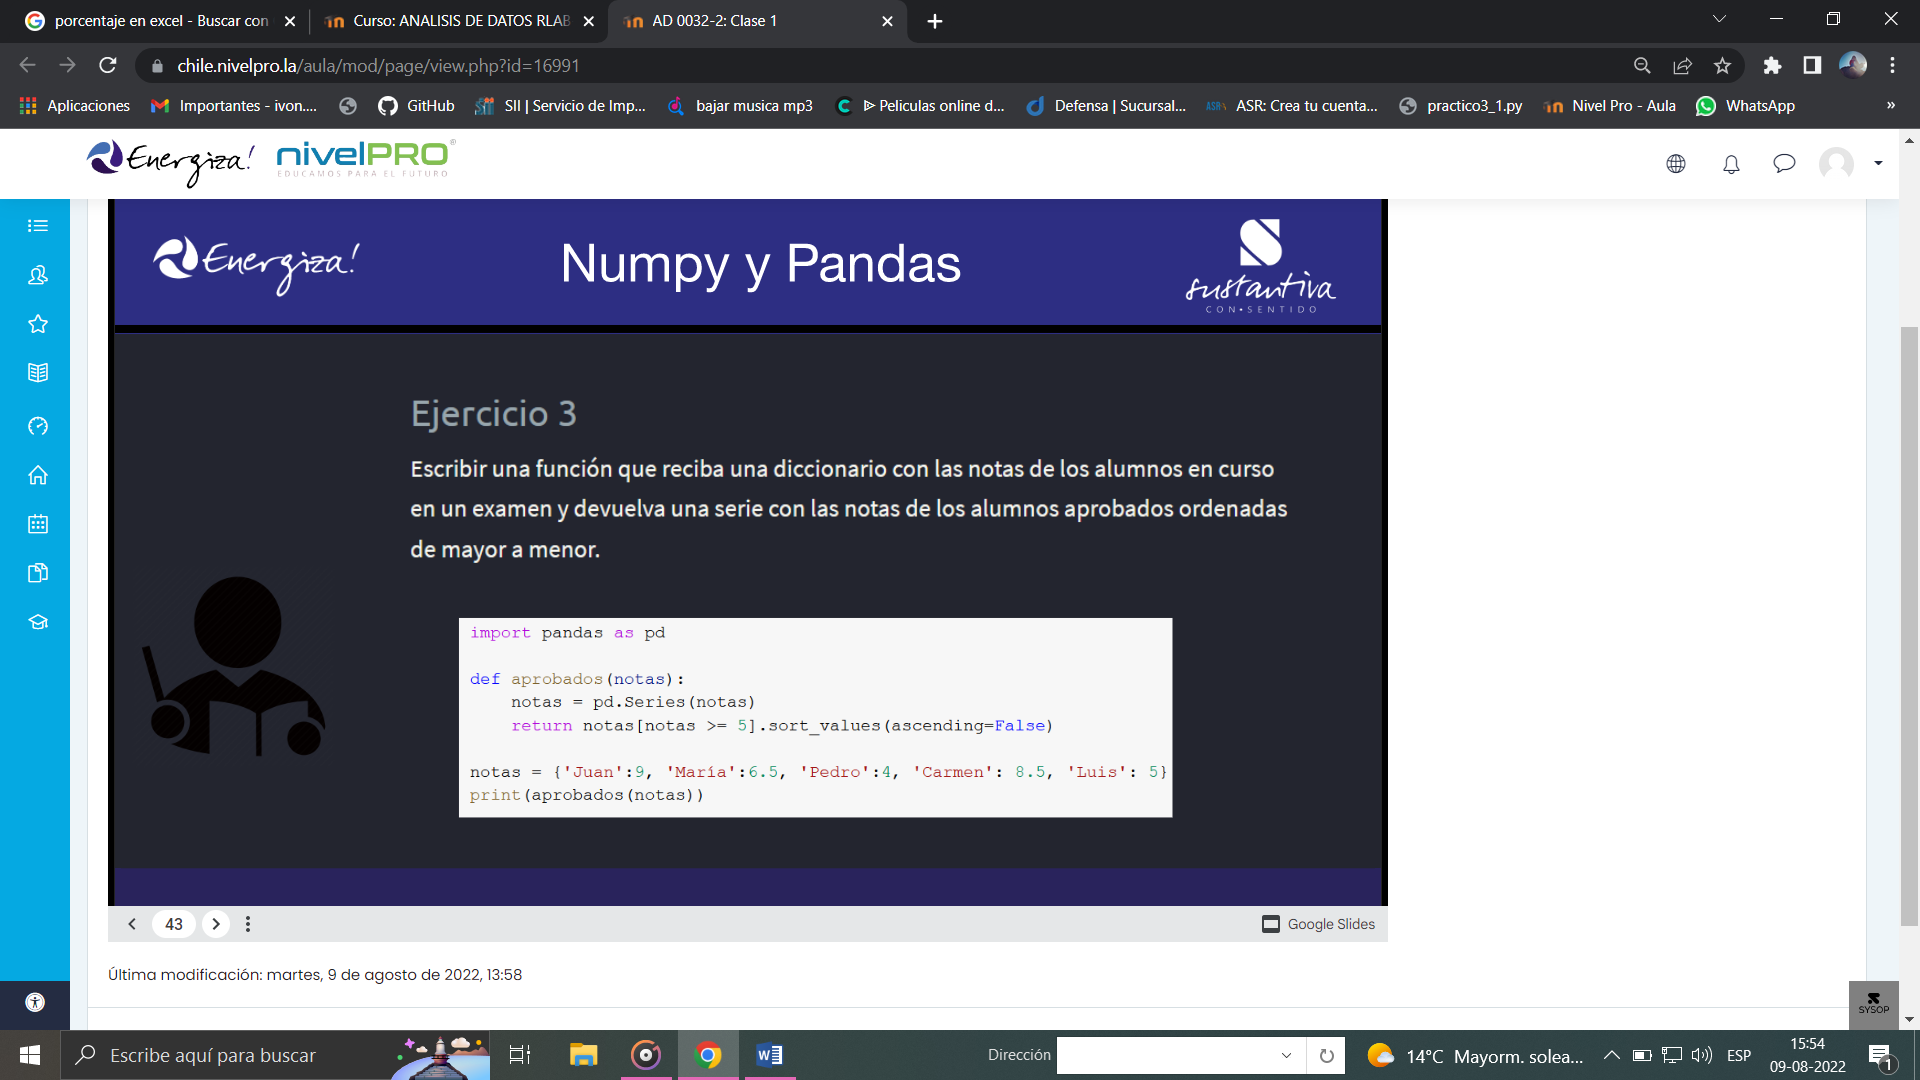 porcentaje en excel - Buscar con
Curso: ANALISIS DE DATOS RLAB
AD 0032-2: Clase 1
chile.nivelpro.la/aula/mod/page/view.php?id=16991
Aplicaciones
Importantes - ivon....
GitHub
SII | Servicio de Imp...
bajar musica mp3
Peliculas online d...
Defensa | Sucursal...
ASR: Crea tu cuenta...
practico3_1.py
Nivel Pro - Aula
WhatsApp
»
Energiza!
nivelPRO
EDUCAMOS PARA EL FUTURO
Energiza!
Numpy y Pandas
sustantiva
CON•SENTIDO
Ejercicio 3
Escribir una función que reciba una diccionario con las notas de los alumnos en curso
en un examen y devuelva una serie con las notas de los alumnos aprobados ordenadas
de mayor a menor.
import pandas as pd
def aprobados(notas):
notas = pd.Series(notas)
return notas[notas >= 5].sort_values(ascending=False)
notas = {'Juan':9, 'María':6.5, 'Pedro':4, 'Carmen': 8.5, 'Luis': 5}
print(aprobados(notas))
43
Google Slides
Última modificación: martes, 9 de agosto de 2022, 13:58
SYSOP
Escribe aquí para buscar
Dirección
14°C Mayorm. solea...
ESP
15:54
09-08-2022
1